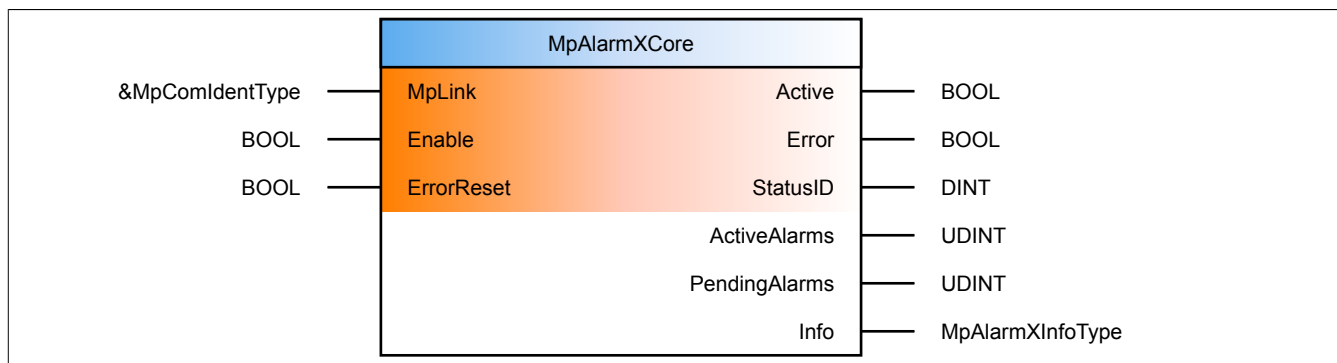 MpAlarmXCore
&MpComIdentType MpLink Active BOOL
BOOL Enable Error BOOL
BOOL ErrorReset StatusID DINT
ActiveAlarms UDINT
PendingAlarms UDINT
Info MpAlarmXInfoType